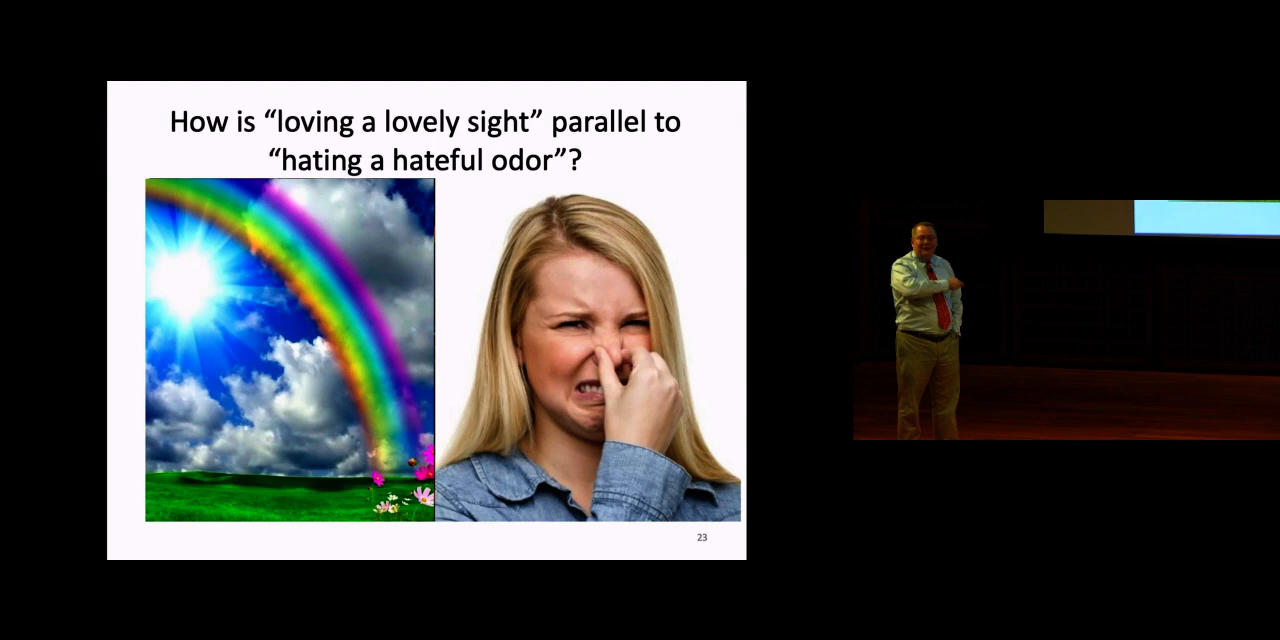 How is “loving a lovely sight” parallel to
“hating a hateful odor”?
23